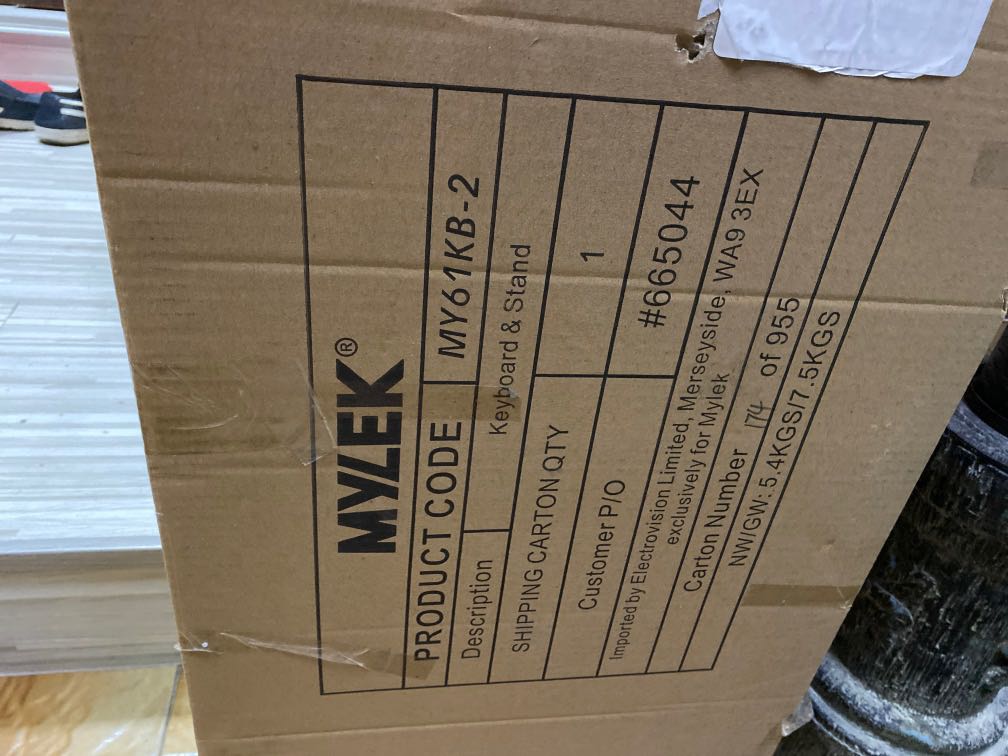 MYLEK®
PRODUCT CODE MY61KB-2
Description Keyboard & Stand
SHIPPING CARTON QTY 1
Customer P/O #665044
Imported by Electrovision Limited, Merseyside, WA9 3EX
exclusively for Mylek
Carton Number 174 of 955
NW/GW: 5.4KGS/7.5KGS